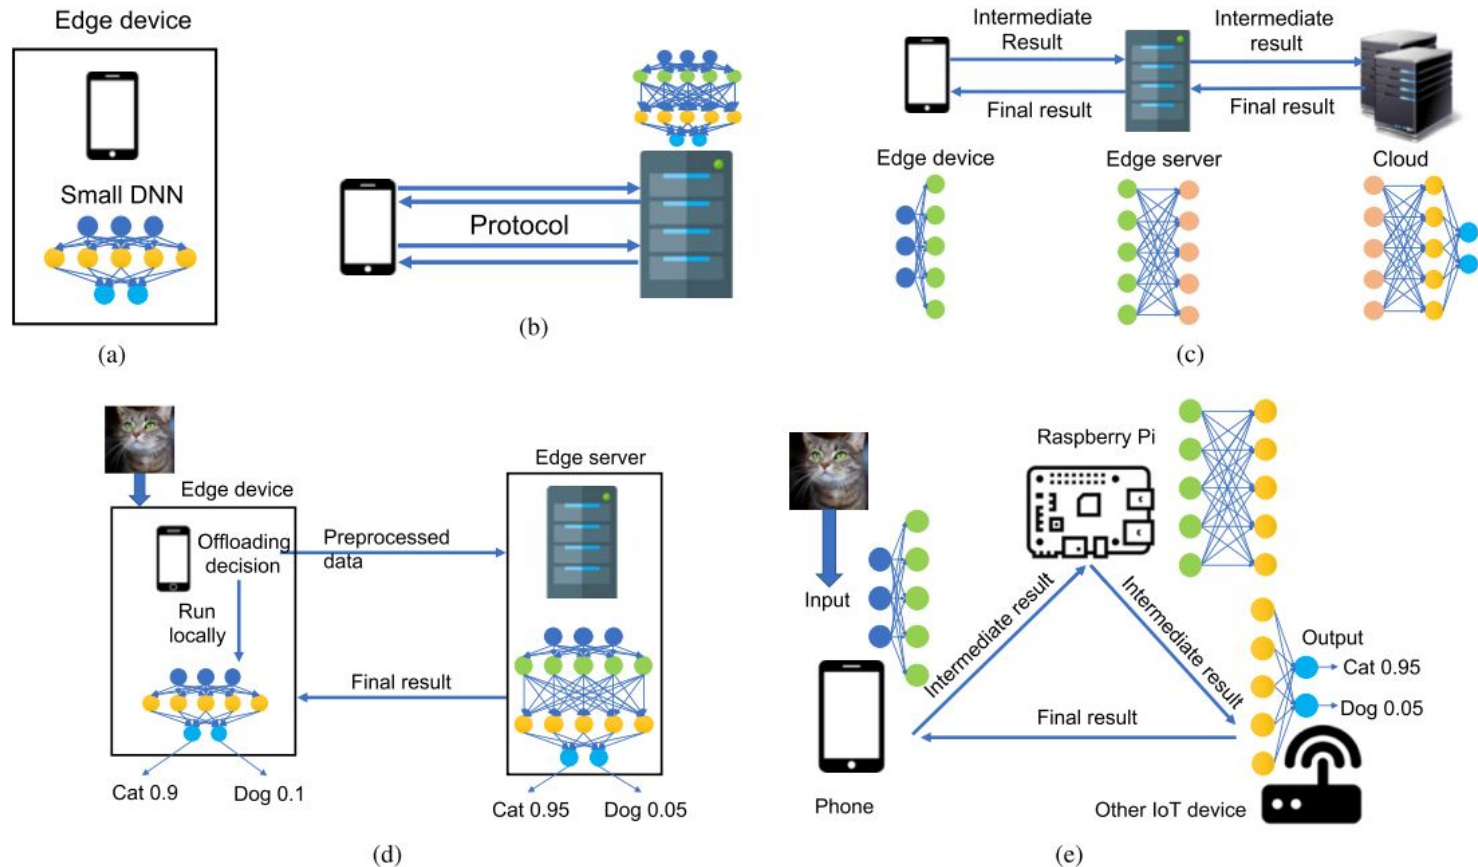 Edge device
Small DNN
(a)
Protocol
(b)
Intermediate
Result
Intermediate
result
Final result
Final result
Edge device
Edge server
Cloud
(c)
Edge device
Offloading
decision
Run
locally
Preprocessed
data
Edge server
Final result
Cat 0.9
Dog 0.1
Cat 0.95
Dog 0.05
(d)
Raspberry Pi
Input
Intermediate result
Intermediate result
Final result
Output
Cat 0.95
Dog 0.05
Phone
Other IoT device
(e)